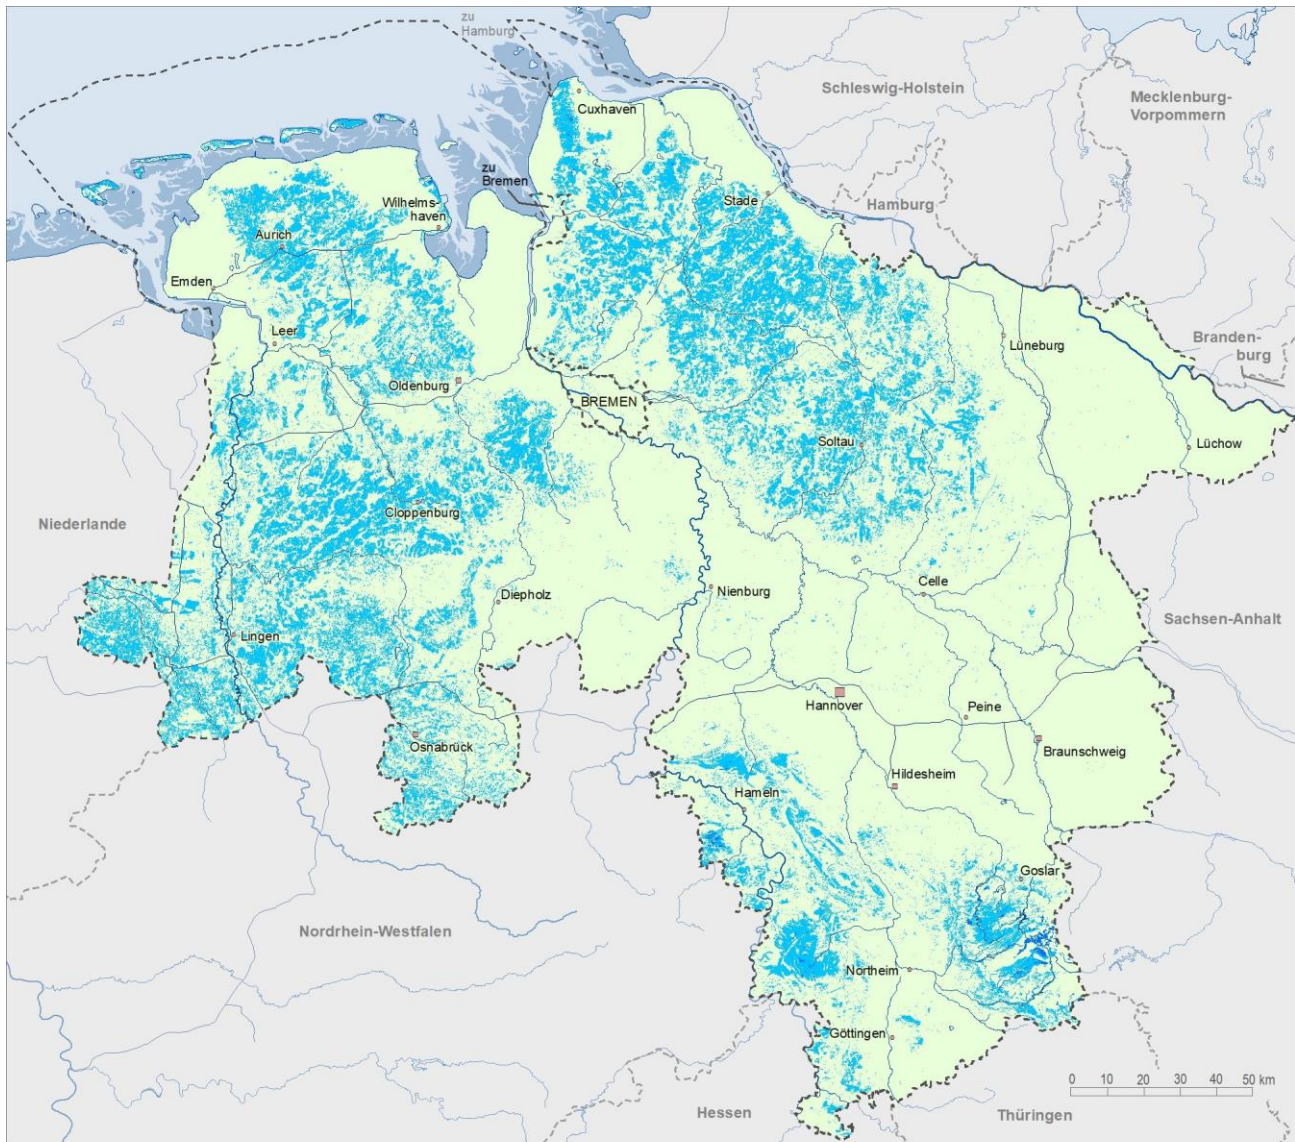 zu
Hamburg
Schleswig-Holstein
Mecklenburg-
Vorpommern
Cuxhaven
zu
Bremen
Wilhelms-
haven
Stade
Hamburg
Aurich
Emden
Leer
Lüneburg
Branden-
burg
Oldenburg
BREMEN
Soltau
Lüchow
Cloppenburg
Niederlande
Celle
Nienburg
Diepholz
Sachsen-Anhalt
Lingen
Hannover
Peine
Osnabrück
Braunschweig
Hildesheim
Hameln
Goslar
Nordrhein-Westfalen
Northeim
Göttingen
0 10 20 30 40 50 km
Hessen
Thüringen